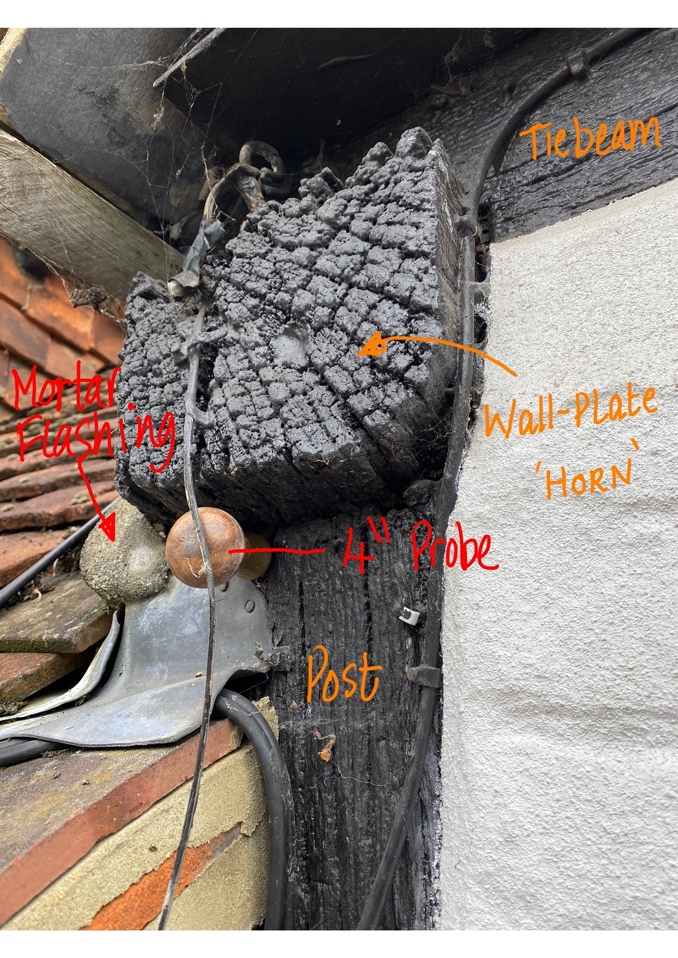 Tiebeam
Mortar
Flashing
Wall-Plate
'HORN'
4" Probe
Post